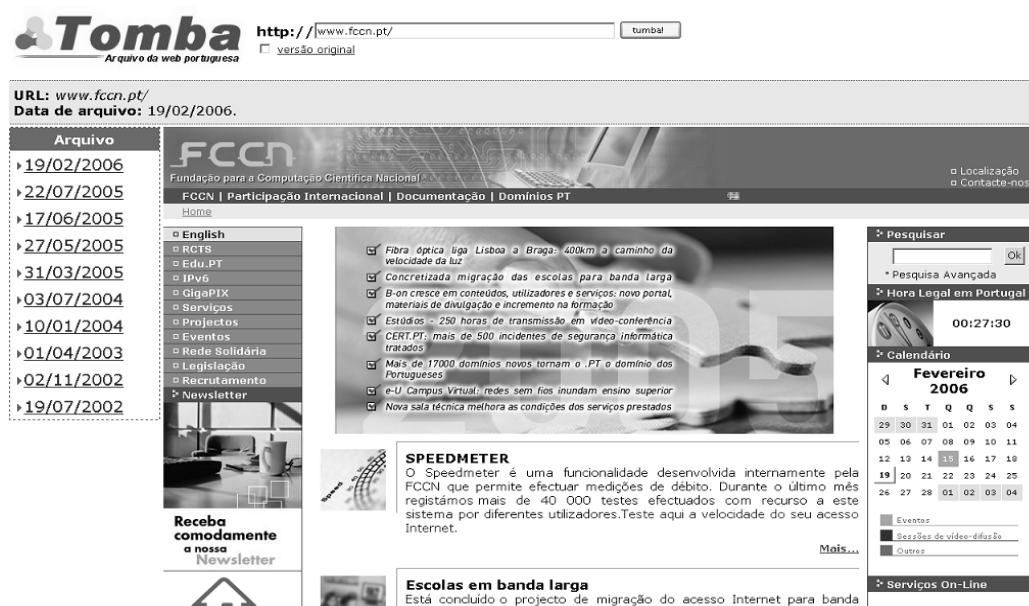 Tomba
Arquivo da web portuguesa
http://www.fccn.pt/
tumba!
versão original
URL: www.fccn.pt/
Data de arquivo: 19/02/2006.
Arquivo
19/02/2006
22/07/2005
17/06/2005
27/05/2005
31/03/2005
03/07/2004
10/01/2004
01/04/2003
02/11/2002
19/07/2002
FCCN
Fundação para a Computação Científica Nacional
Localização
Contacte-nos
FCCN | Participação Internacional | Documentação | Domínios PT
Home
English
RCTS
Edu.PT
IPv6
GigaPIX
Serviços
Projectos
Eventos
Rede Solidária
Legislação
Recrutamento
Newsletter
Receba
comodamente
a nossa
Newsletter
2005
Fibra óptica liga Lisboa a Braga: 400km a caminho da
velocidade da luz
Concretizada migração das escolas para banda larga
B-on cresce em conteúdos, utilizadores e serviços: novo portal,
materiais de divulgação e incremento na formação
Estúdios - 250 horas de transmissão em vídeo-conferência
CERT.PT: mais de 500 incidentes de segurança informática
tratados
Mais de 17000 domínios novos tornam o .PT o domínio dos
Portugueses
e-U Campus Virtual: redes sem fios inundam ensino superior
Nova sala técnica melhora as condições dos serviços prestados
Speed
SPEEDMETER
O Speedmeter é uma funcionalidade desenvolvida internamente pela
FCCN que permite efectuar medições de débito. Durante o último mês
registámos mais de 40 000 testes efectuados com recurso a este
sistema por diferentes utilizadores.Teste aqui a velocidade do seu acesso
Internet.
Mais...
Escolas em banda larga
Está concluído o projecto de migração do acesso Internet para banda
Pesquisar
Ok
* Pesquisa Avançada
Hora Legal em Portugal
00:27:30
Calendário
Fevereiro
2006
D S T Q Q S S
29 30 31 01 02 03 04
05 06 07 08 09 10 11
12 13 14 15 16 17 18
19 20 21 22 23 24 25
26 27 28 01 02 03 04
Eventos
Sessões de vídeo-difusão
Outros
Serviços On-Line